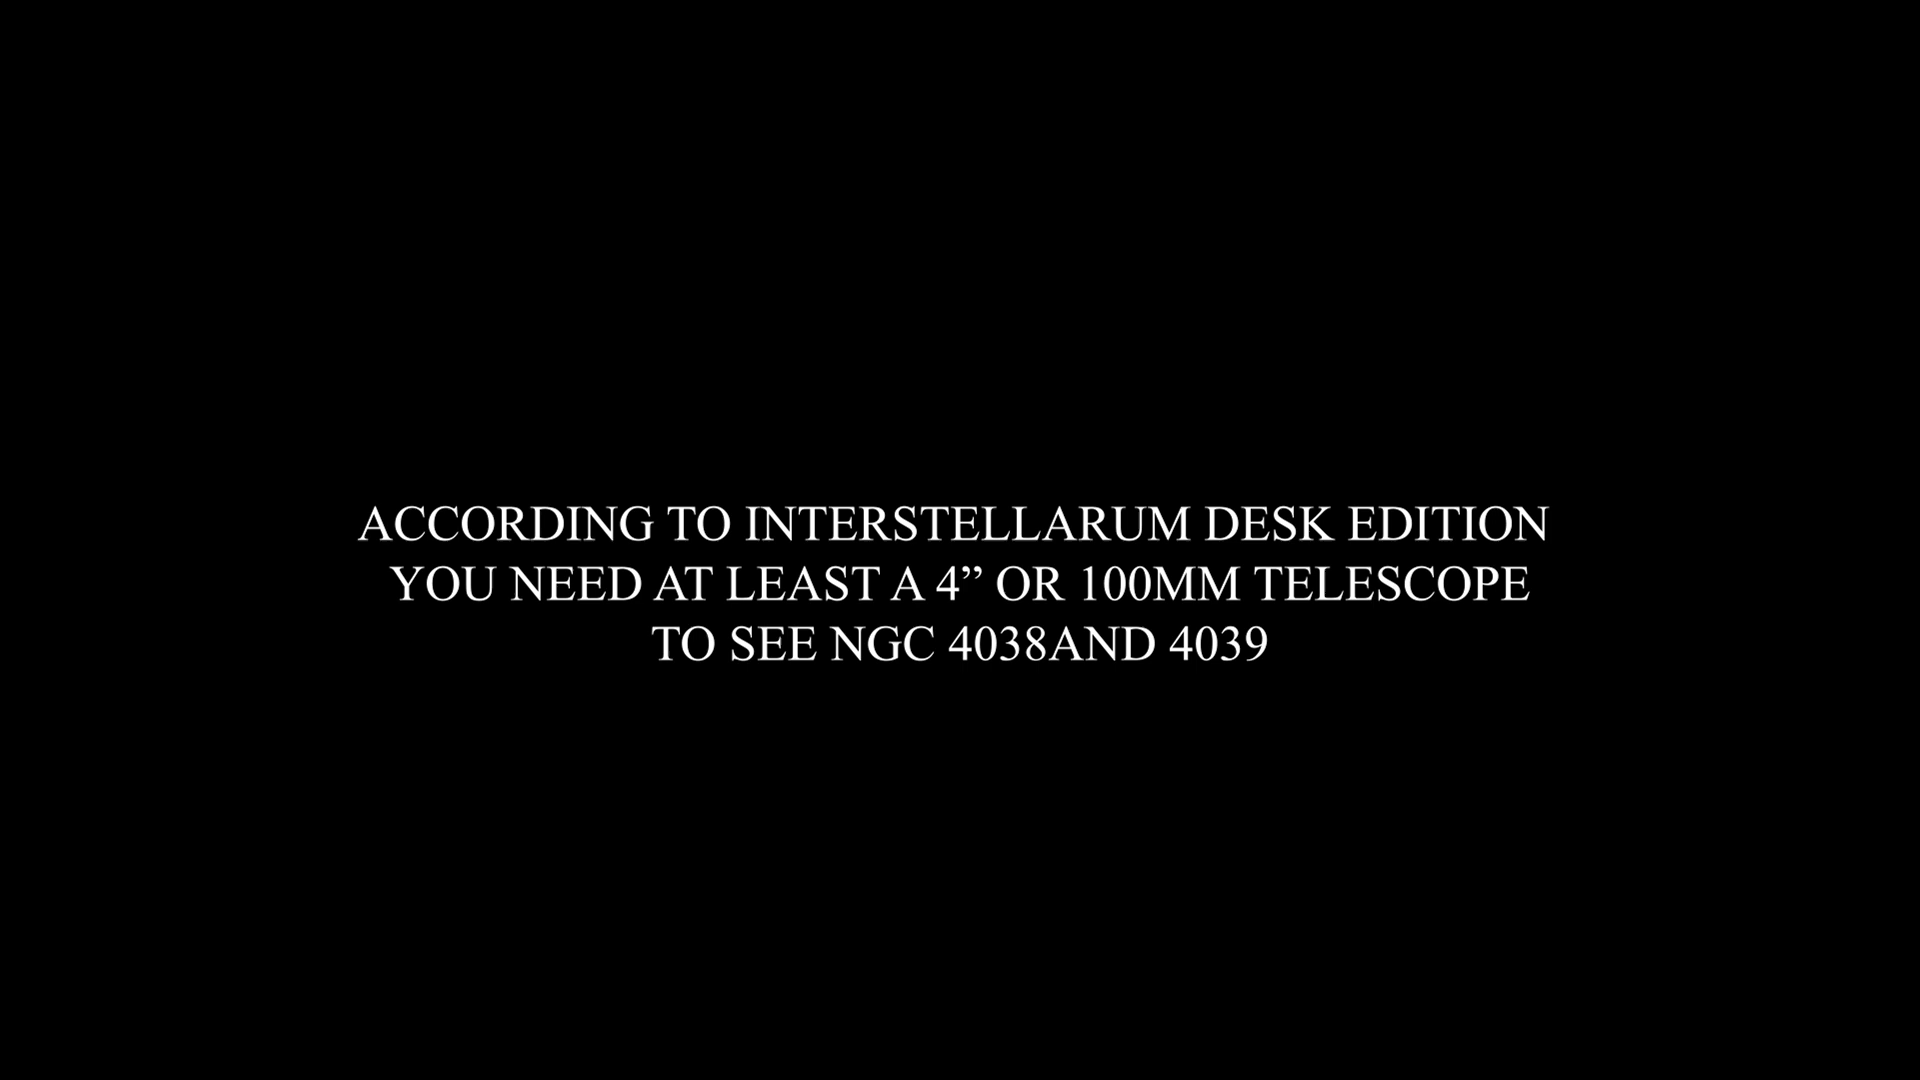 ACCORDING TO INTERSTELLARUM DESK EDITION
YOU NEED AT LEAST A 4” OR 100MM TELESCOPE
TO SEE NGC 4038AND 4039